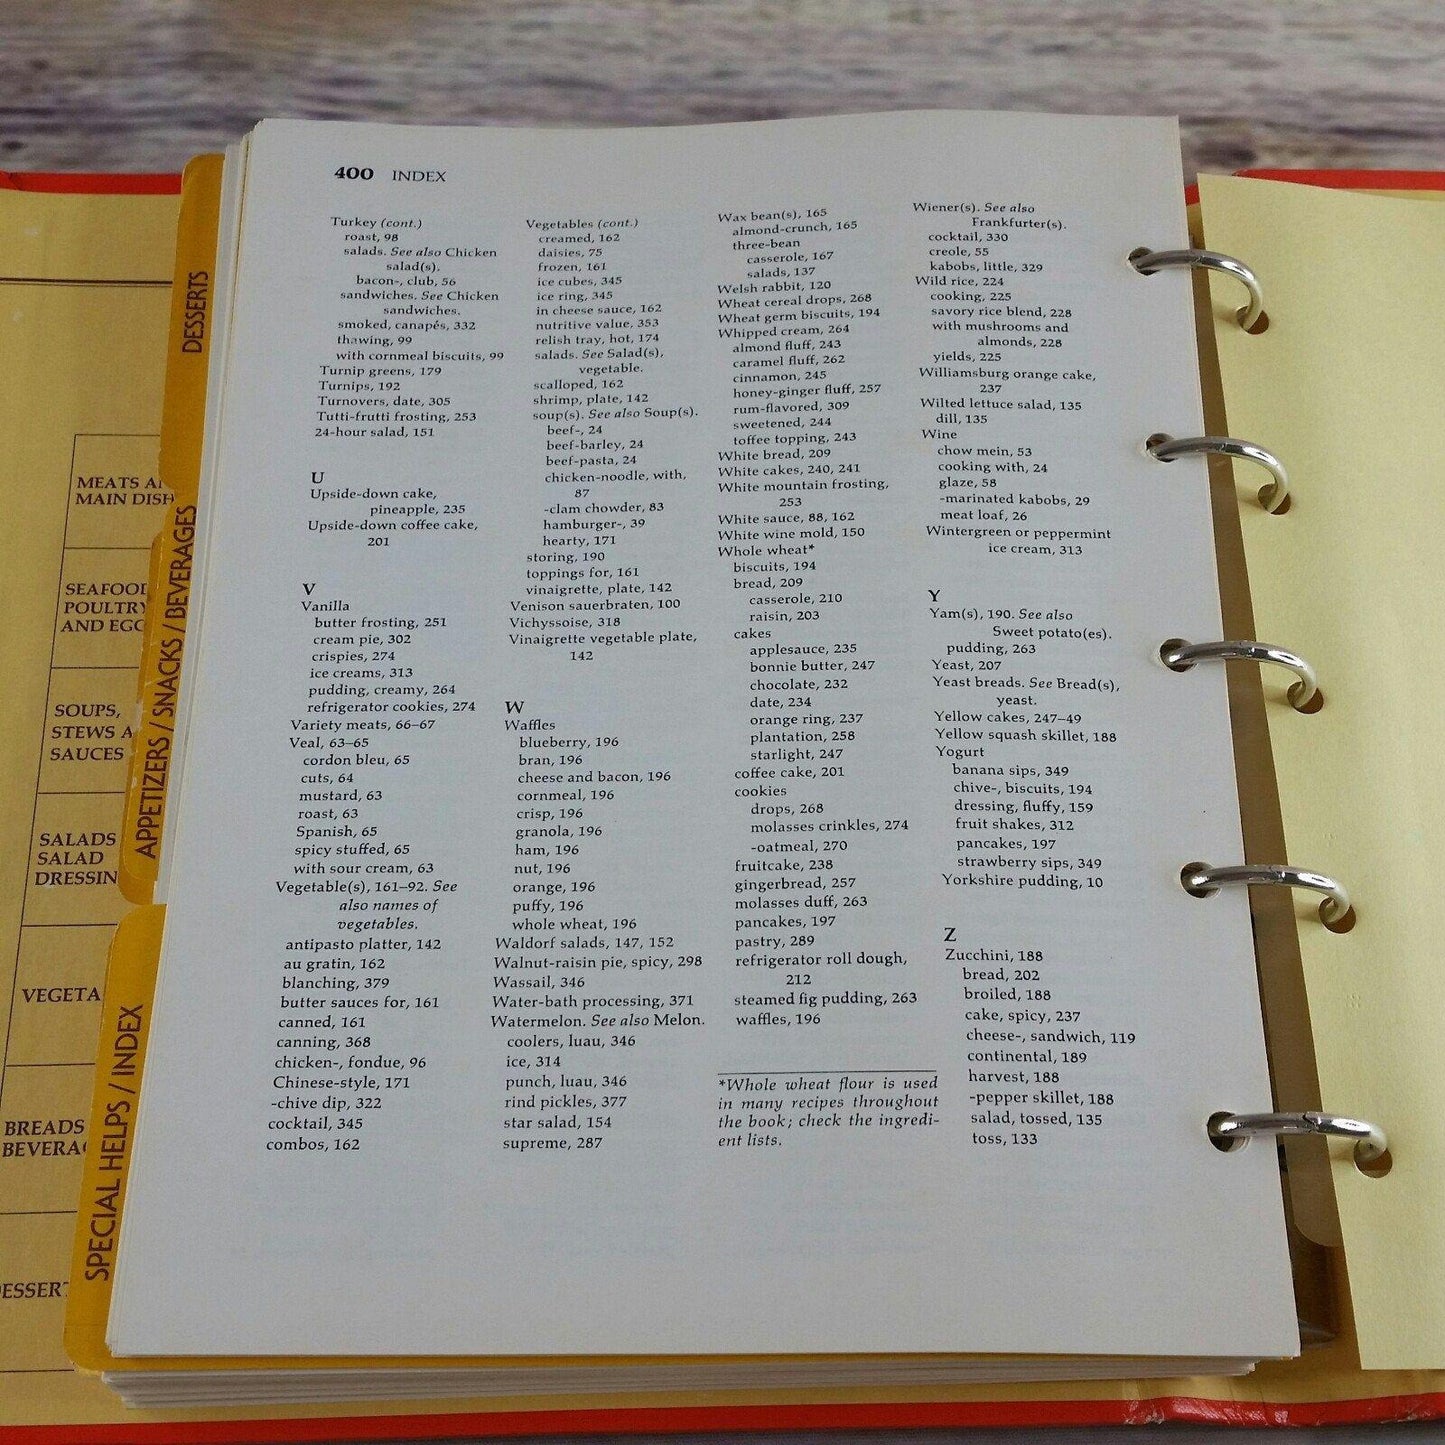 400 INDEX
Turkey (cont.)
roast, 98
salads. See also Chicken
salad(s).
bacon-, club, 56
sandwiches. See Chicken
sandwiches.
smoked, canapés, 332
thawing, 99
with cornmeal biscuits, 99
Turnip greens, 179
Turnips, 192
Turnovers, date, 305
Tutti-frutti frosting, 253
24-hour salad, 151
U
Upside-down cake,
pineapple, 235
Upside-down coffee cake,
201
V
Vanilla
butter frosting, 251
cream pie, 302
crispies, 274
ice creams, 313
pudding, creamy, 264
refrigerator cookies, 274
Variety meats, 66–67
Veal, 63–65
cordon bleu, 65
cuts, 64
mustard, 63
roast, 63
Spanish, 65
spicy stuffed, 65
with sour cream, 63
Vegetable(s), 161–92. See
also names of
vegetables.
antipasto platter, 142
au gratin, 162
blanching, 379
butter sauces for, 161
canned, 161
canning, 368
chicken-, fondue, 96
Chinese-style, 171
-chive dip, 322
cocktail, 345
combos, 162
Vegetables (cont.)
creamed, 162
daisies, 75
frozen, 161
ice cubes, 345
ice ring, 345
in cheese sauce, 162
nutritive value, 353
relish tray, hot, 174
salads. See Salad(s),
vegetable.
scalloped, 162
shrimp, plate, 142
soup(s). See also Soup(s).
beef-, 24
beef-barley, 24
beef-pasta, 24
chicken-noodle, with,
87
-clam chowder, 83
hamburger-, 39
hearty, 171
storing, 190
toppings for, 161
vinaigrette, plate, 142
Venison sauerbraten, 100
Vichyssoise, 318
Vinaigrette vegetable plate,
142
W
Waffles
blueberry, 196
bran, 196
cheese and bacon, 196
cornmeal, 196
crisp, 196
granola, 196
ham, 196
nut, 196
orange, 196
puffy, 196
whole wheat, 196
Waldorf salads, 147, 152
Walnut-raisin pie, spicy, 298
Wassail, 346
Water-bath processing, 371
Watermelon. See also Melon.
coolers, luau, 346
ice, 314
punch, luau, 346
rind pickles, 377
star salad, 154
supreme, 287
Wax bean(s), 165
almond-crunch, 165
three-bean
casserole, 167
salads, 137
Welsh rabbit, 120
Wheat cereal drops, 268
Wheat germ biscuits, 194
Whipped cream, 264
almond fluff, 243
caramel fluff, 262
cinnamon, 245
honey-ginger fluff, 257
rum-flavored, 309
sweetened, 244
toffee topping, 243
White bread, 209
White cakes, 240, 241
White mountain frosting,
253
White sauce, 88, 162
White wine mold, 150
Whole wheat*
biscuits, 194
bread, 209
casserole, 210
raisin, 203
cakes
applesauce, 235
bonnie butter, 247
chocolate, 232
date, 234
orange ring, 237
plantation, 258
starlight, 247
coffee cake, 201
cookies
drops, 268
molasses crinkles, 274
-oatmeal, 270
fruitcake, 238
gingerbread, 257
molasses duff, 263
pancakes, 197
pastry, 289
refrigerator roll dough,
212
steamed fig pudding, 263
waffles, 196
*Whole wheat flour is used
in many recipes throughout
the book; check the ingredi-
ent lists.
Wiener(s). See also
Frankfurter(s).
cocktail, 330
creole, 55
kabobs, little, 329
Wild rice, 224
cooking, 225
savory rice blend, 228
with mushrooms and
almonds, 228
yields, 225
Williamsburg orange cake,
237
Wilted lettuce salad, 135
dill, 135
Wine
chow mein, 53
cooking with, 24
glaze, 58
-marinated kabobs, 29
meat loaf, 26
Wintergreen or peppermint
ice cream, 313
Y
Yam(s), 190. See also
Sweet potato(es).
pudding, 263
Yeast, 207
Yeast breads. See Bread(s),
yeast.
Yellow cakes, 247–49
Yellow squash skillet, 188
Yogurt
banana sips, 349
chive-, biscuits, 194
dressing, fluffy, 159
fruit shakes, 312
pancakes, 197
strawberry sips, 349
Yorkshire pudding, 10
Z
Zucchini, 188
bread, 202
broiled, 188
cake, spicy, 237
cheese-, sandwich, 119
continental, 189
harvest, 188
-pepper skillet, 188
salad, tossed, 135
toss, 133
DESSERTS
APPETIZERS / SNACKS / BEVERAGES
SPECIAL HELPS / INDEX
MEATS A
MAIN DISH
SEAFOOD
POULTRY
AND EGG
SOUPS,
STEWS A
SAUCES
SALADS
SALAD
DRESSIN
VEGETA
BREADS
BEVERA
DESSERT